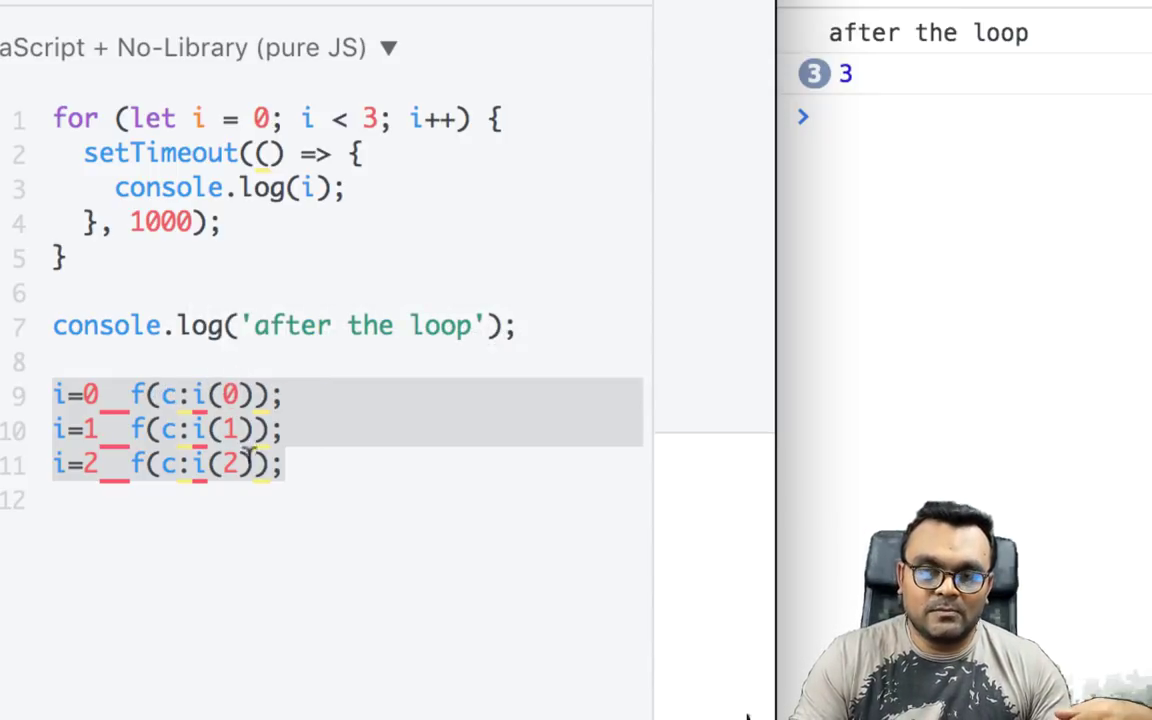 aScript + No-Library (pure JS) ▼
1 for (let i = 0; i < 3; i++) {
2 setTimeout(() => {
3 console.log(i);
4 }, 1000);
5 }
6
7 console.log('after the loop');
8
9 i=0 f(c:i(0));
10 i=1 f(c:i(1));
11 i=2 f(c:i(2));
12
after the loop
3 3
>